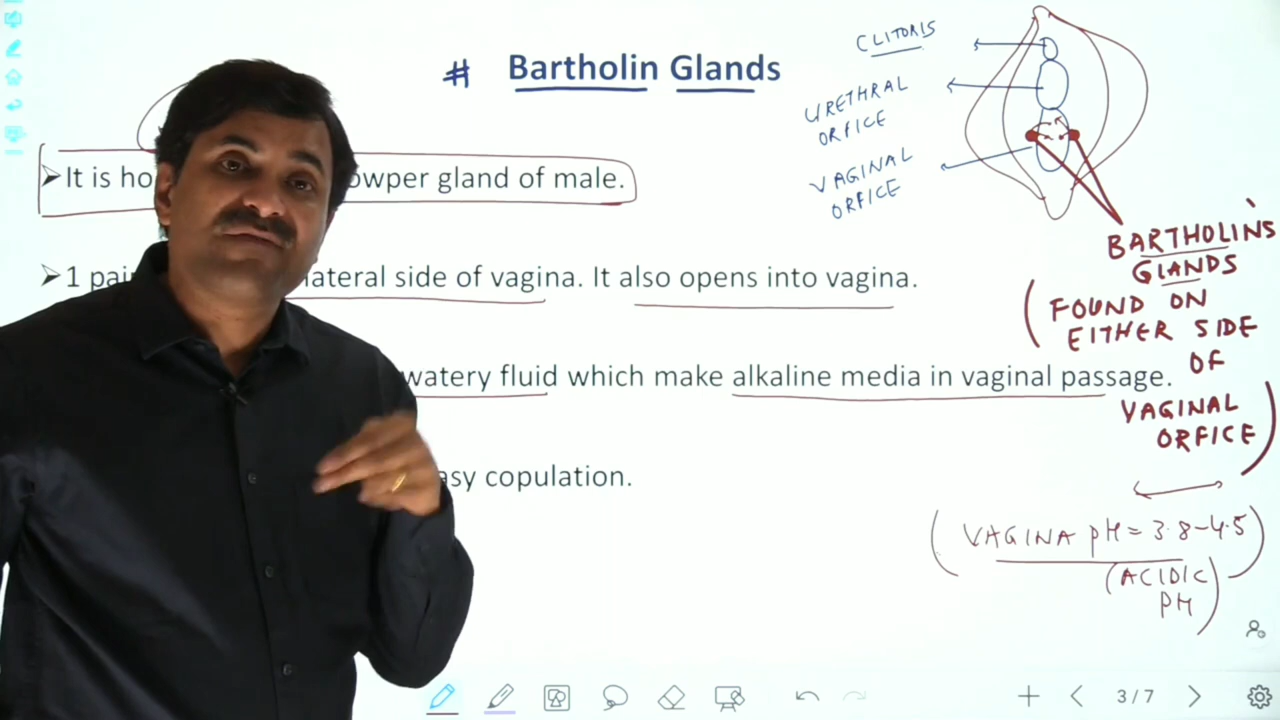 # Bartholin Glands
➤It is ho owper gland of male.
➤1 pai lateral side of vagina. It also opens into vagina.
watery fluid which make alkaline media in vaginal passage.
asy copulation.
CLITORIS
URETHRAL
ORFICE
VAGINAL
ORFICE
BARTHOLIN'S
GLANDS
(FOUND ON
EITHER SIDE
OF
VAGINAL
ORFICE)
(VAGINA pH = 3.8-4.5)
(ACIDIC
pH)
3/7